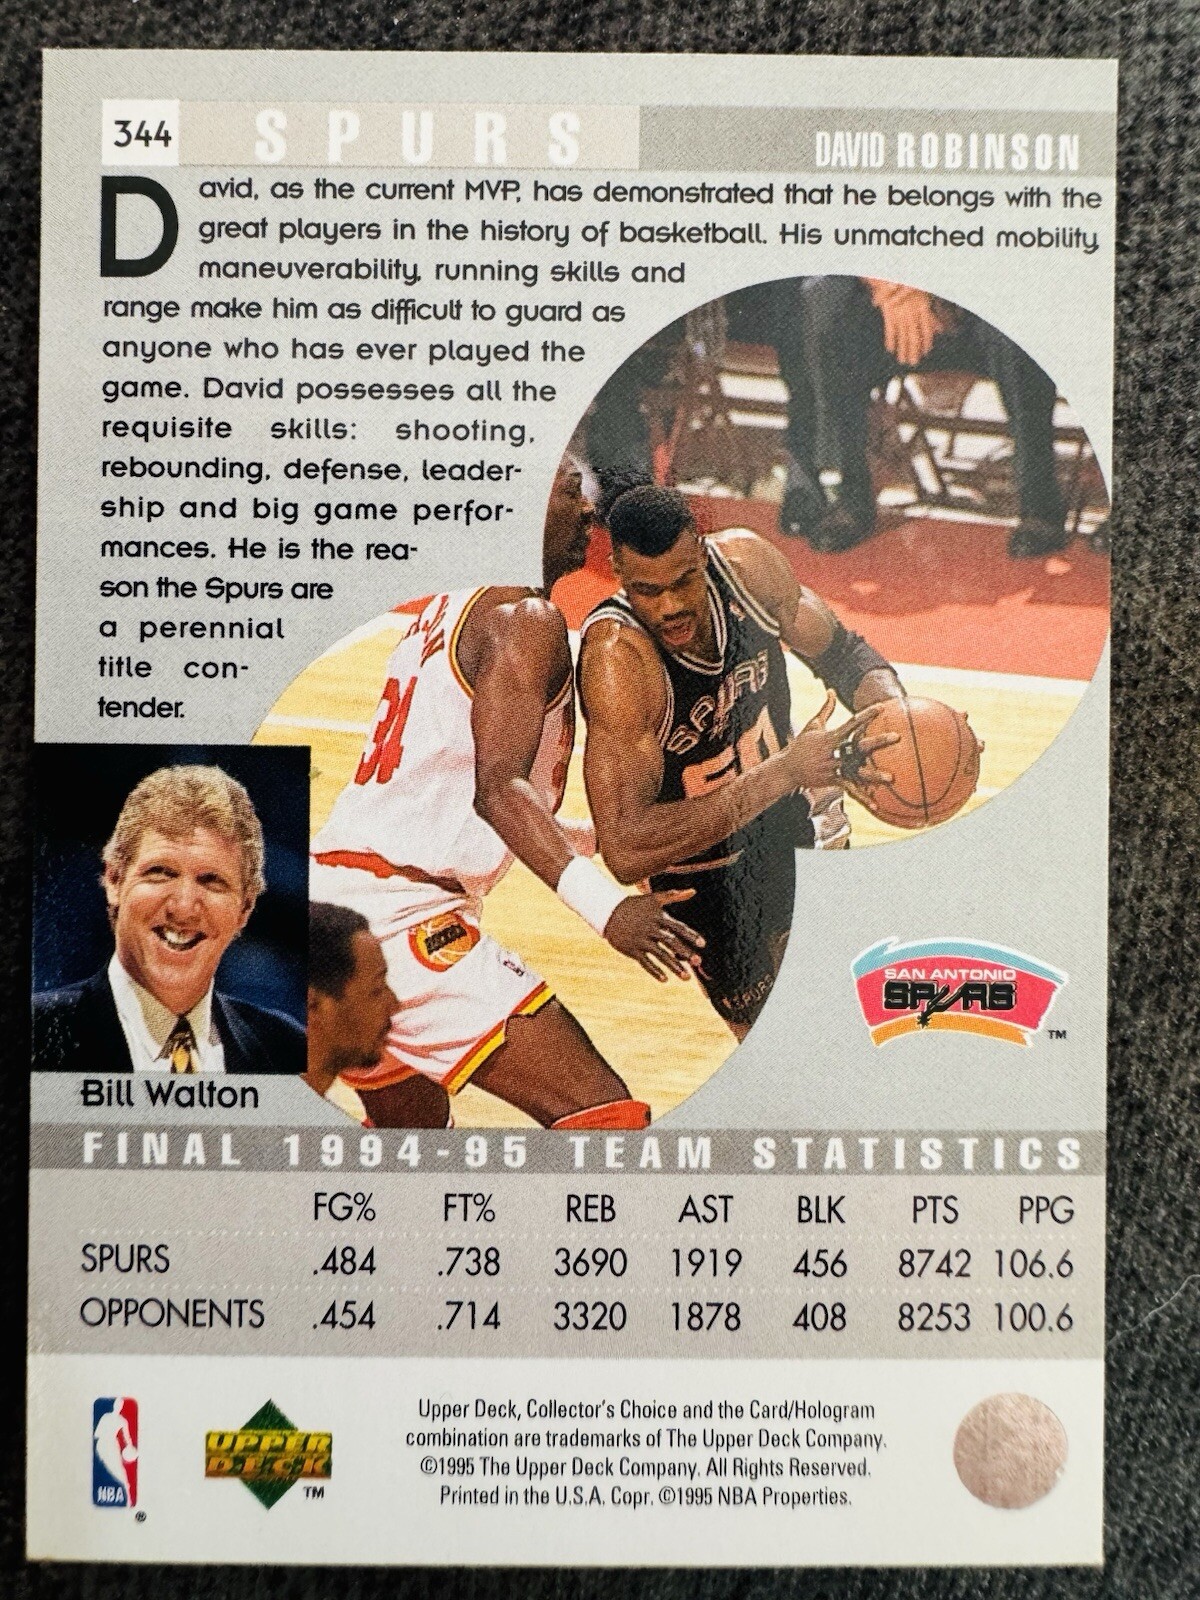 344
SPURS
DAVID ROBINSON
David, as the current MVP, has demonstrated that he belongs with the
great players in the history of basketball. His unmatched mobility,
maneuverability, running skills and
range make him as difficult to guard as
anyone who has ever played the
game. David possesses all the
requisite skills: shooting,
rebounding, defense, leader-
ship and big game perfor-
mances. He is the rea-
son the Spurs are
a perennial
title con-
tender.
34
SPURS
50
ROCKETS
SPURS
SAN ANTONIO
SPURS
TM
Bill Walton
FINAL 1994-95 TEAM STATISTICS
FG% FT% REB AST BLK PTS PPG
SPURS .484 .738 3690 1919 456 8742 106.6
OPPONENTS .454 .714 3320 1878 408 8253 100.6
NBA
®
UPPER
DECK
TM
Upper Deck, Collector's Choice and the Card/Hologram
combination are trademarks of The Upper Deck Company.
©1995 The Upper Deck Company. All Rights Reserved.
Printed in the U.S.A. Copr. ©1995 NBA Properties.